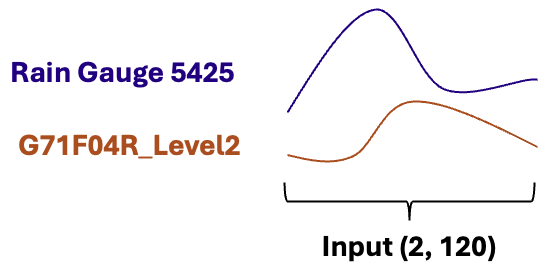 Rain Gauge 5425
G71F04R_Level2
Input (2, 120)